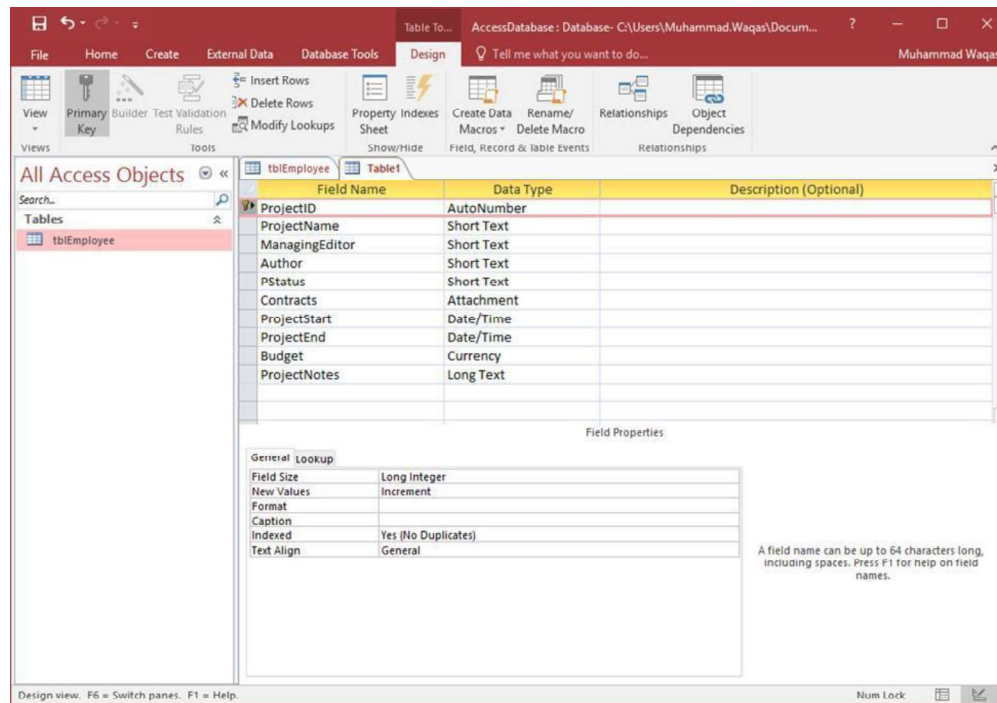 Table To...
AccessDatabase : Database- C:\Users\Muhammad.Waqas\Docum...
?
File Home Create External Data Database Tools Design Tell me what you want to do... Muhammad Waqas
View
Primary Key
Builder
Test Validation Rules
Insert Rows
Delete Rows
Modify Lookups
Property Sheet
Indexes
Create Data Macros
Rename/ Delete Macro
Relationships
Object Dependencies
Views Tools Show/Hide Field, Record & Table Events Relationships
All Access Objects «
Search...
Tables
tblEmployee
tblEmployee Table1
Field Name Data Type Description (Optional)
ProjectID AutoNumber
ProjectName Short Text
ManagingEditor Short Text
Author Short Text
PStatus Short Text
Contracts Attachment
ProjectStart Date/Time
ProjectEnd Date/Time
Budget Currency
ProjectNotes Long Text
Field Properties
General Lookup
Field Size Long Integer
New Values Increment
Format
Caption
Indexed Yes (No Duplicates)
Text Align General
A field name can be up to 64 characters long,
including spaces. Press F1 for help on field
names.
Design view. F6 = Switch panes. F1 = Help.
Num Lock